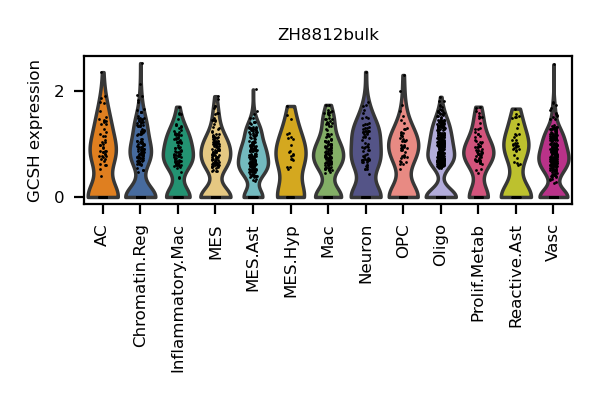 ZH8812bulk
GCSH expression
2
0
AC
Chromatin.Reg
Inflammatory.Mac
MES
MES.Ast
MES.Hyp
Mac
Neuron
OPC
Oligo
Prolif.Metab
Reactive.Ast
Vasc